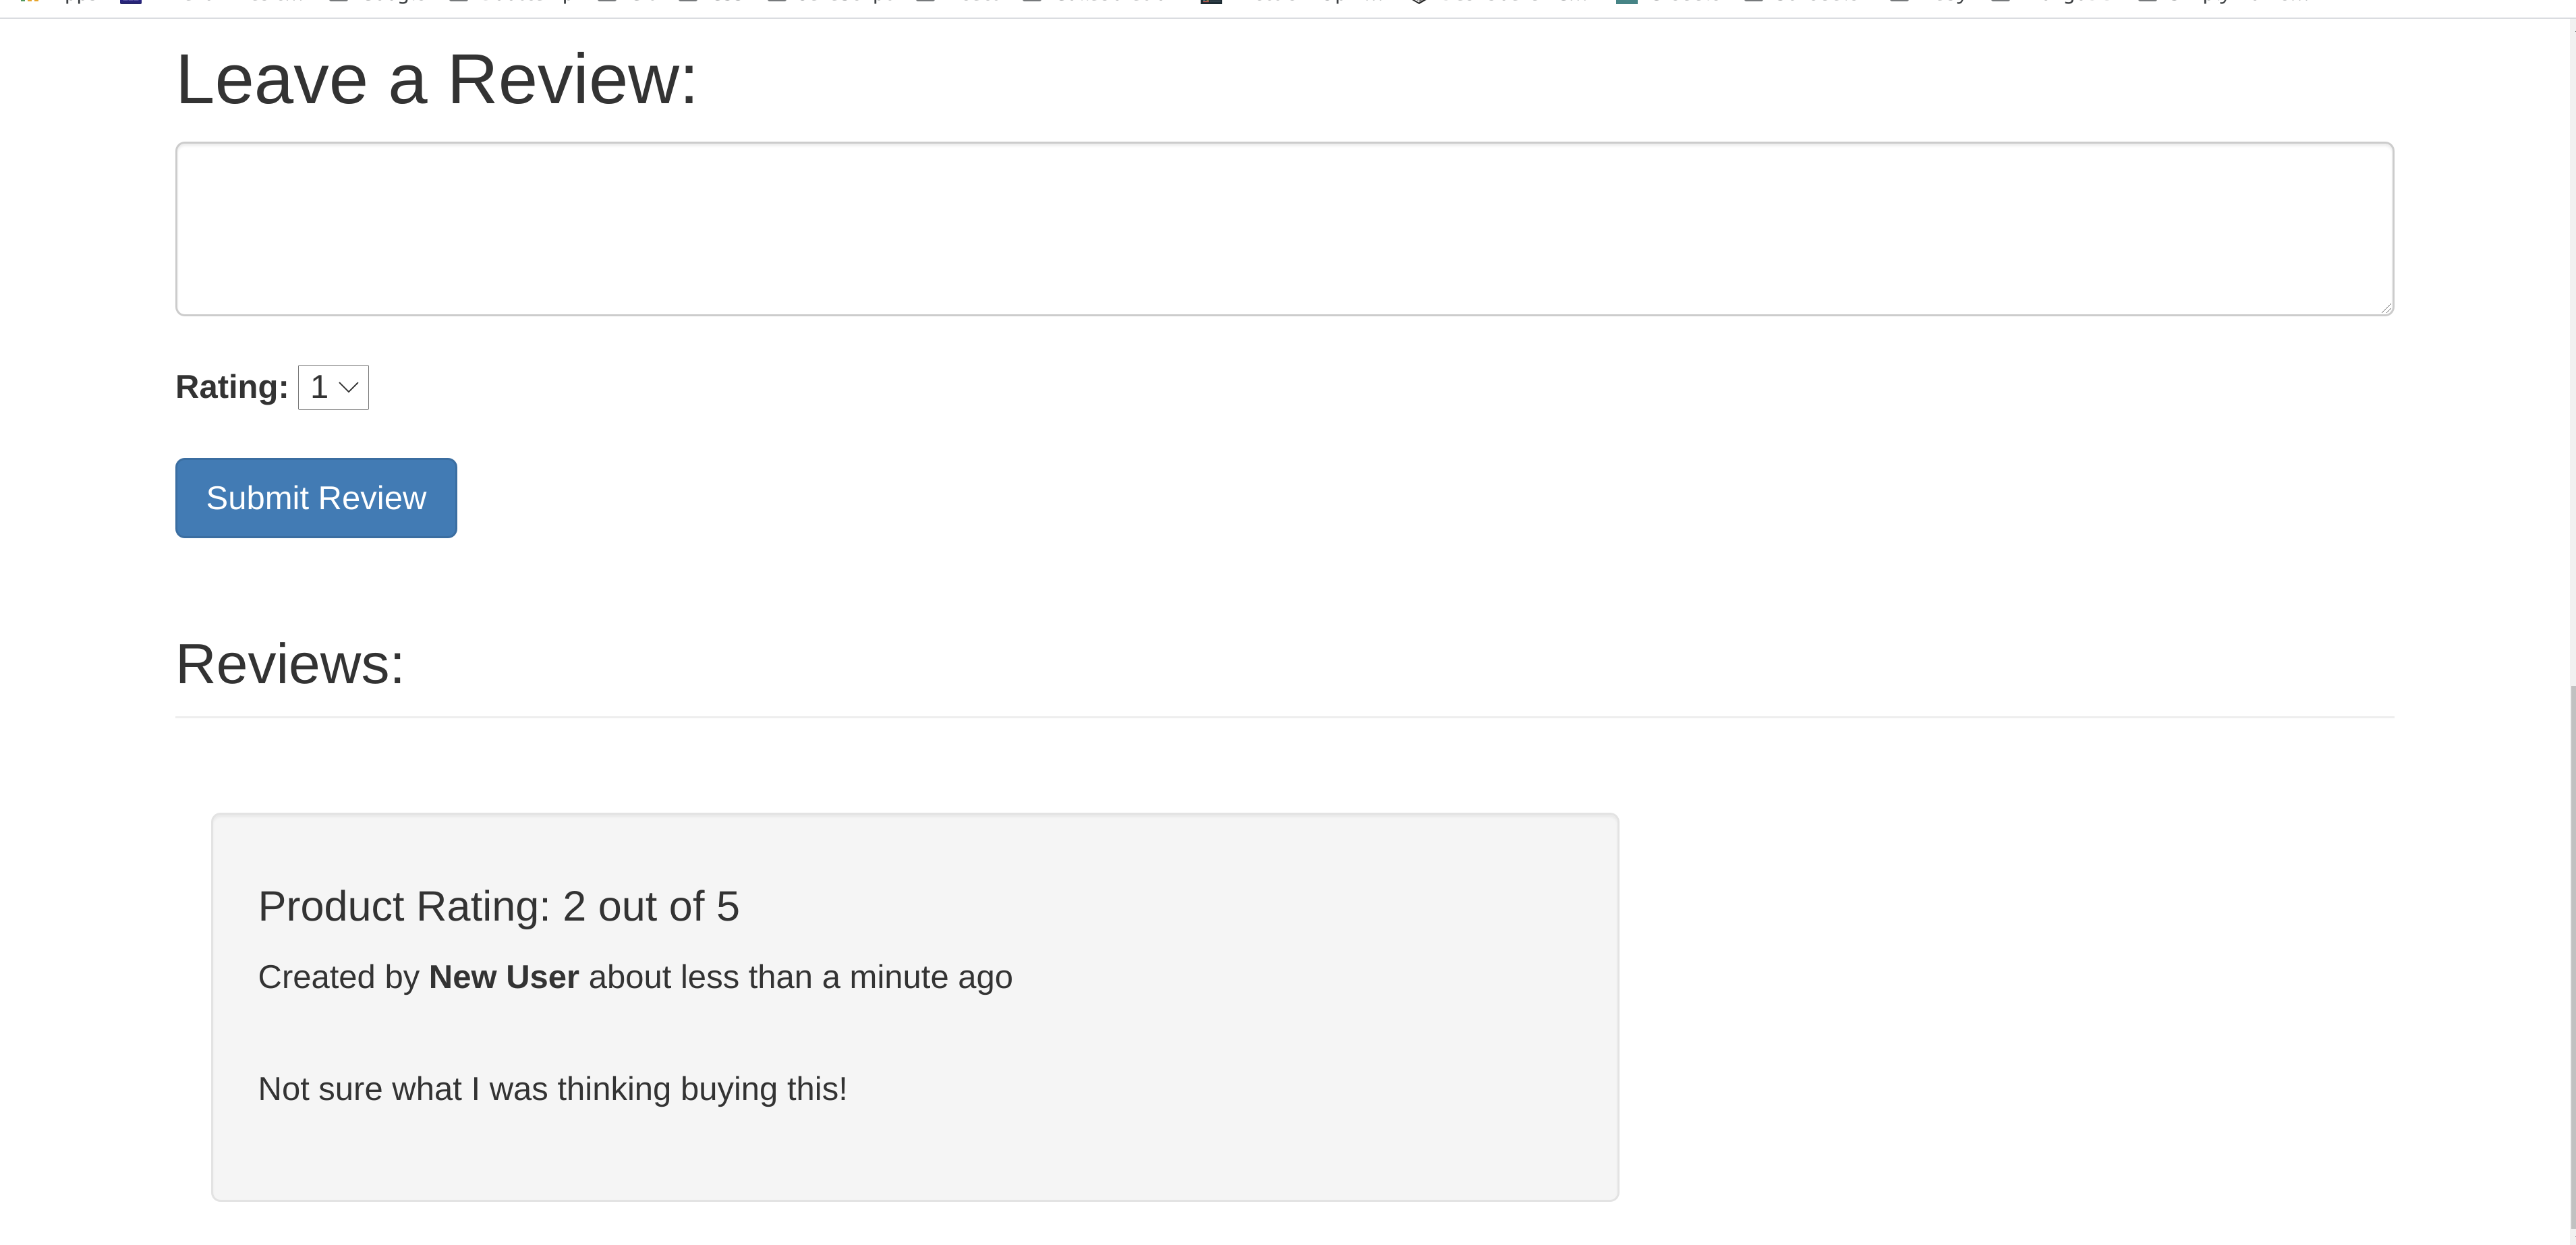 Leave a Review:
Rating: 1
Submit Review
Reviews:
Product Rating: 2 out of 5
Created by New User about less than a minute ago
Not sure what I was thinking buying this!